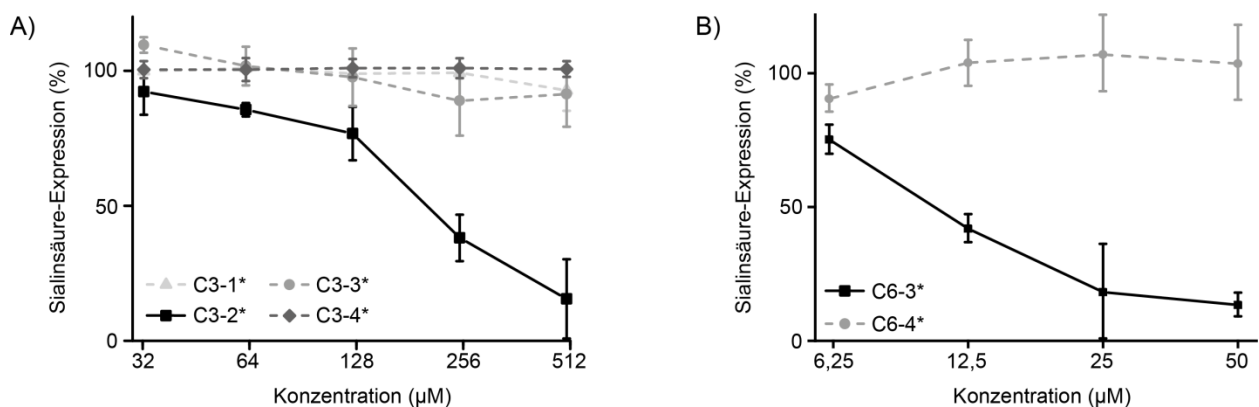 A)
Sialinsäure-Expression (%)
100
50
0
C3-1* C3-3*
C3-2* C3-4*
32 64 128 256 512
Konzentration (µM)
B)
Sialinsäure-Expression (%)
100
50
0
C6-3*
C6-4*
6,25 12,5 25 50
Konzentration (µM)